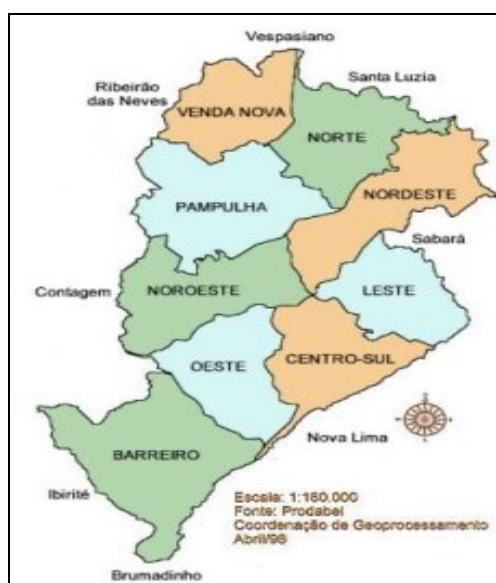 Vespasiano
Ribeirão
das Neves
Santa Luzia
VENDA NOVA
NORTE
NORDESTE
PAMPULHA
Sabará
Contagem
NOROESTE
LESTE
OESTE
CENTRO-SUL
Nova Lima
BARREIRO
Ibirité
Escala: 1:160.000
Fonte: Prodabel
Coordenação de Geoprocessamento
Abril/98
Brumadinho